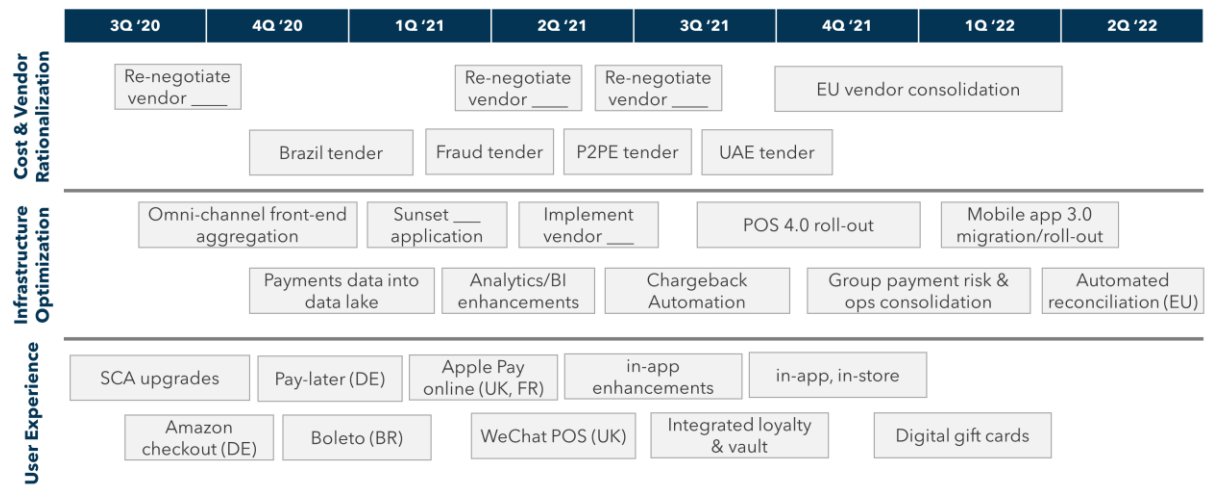 3Q ‘20 4Q ‘20 1Q ‘21 2Q ‘21 3Q ‘21 4Q ‘21 1Q ‘22 2Q ‘22
Cost & Vendor
Rationalization
Re-negotiate
vendor ____
Re-negotiate
vendor ____
Re-negotiate
vendor ____
EU vendor consolidation
Brazil tender
Fraud tender
P2PE tender
UAE tender
Infrastructure
Optimization
Omni-channel front-end
aggregation
Sunset ___
application
Implement
vendor ___
POS 4.0 roll-out
Mobile app 3.0
migration/roll-out
Payments data into
data lake
Analytics/BI
enhancements
Chargeback
Automation
Group payment risk &
ops consolidation
Automated
reconciliation (EU)
User Experience
SCA upgrades
Pay-later (DE)
Apple Pay
online (UK, FR)
in-app
enhancements
in-app, in-store
Amazon
checkout (DE)
Boleto (BR)
WeChat POS (UK)
Integrated loyalty
& vault
Digital gift cards